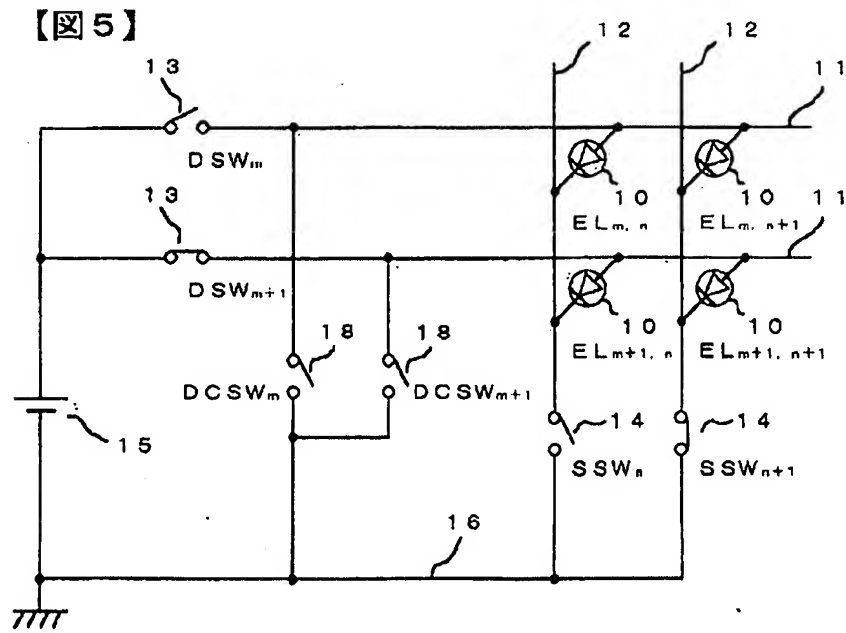 【図５】
１２ １２
１３ １１
ＤＳＷm
１０ １０
ＥＬm, n ＥＬm, n+1
１３ １１
ＤＳＷm+1
１８ １８ １０ １０
ＥＬm+1, n ＥＬm+1, n+1
ＤＣＳＷm ＤＣＳＷm+1
１５ １４ １４
ＳＳＷn ＳＳＷn+1
１６